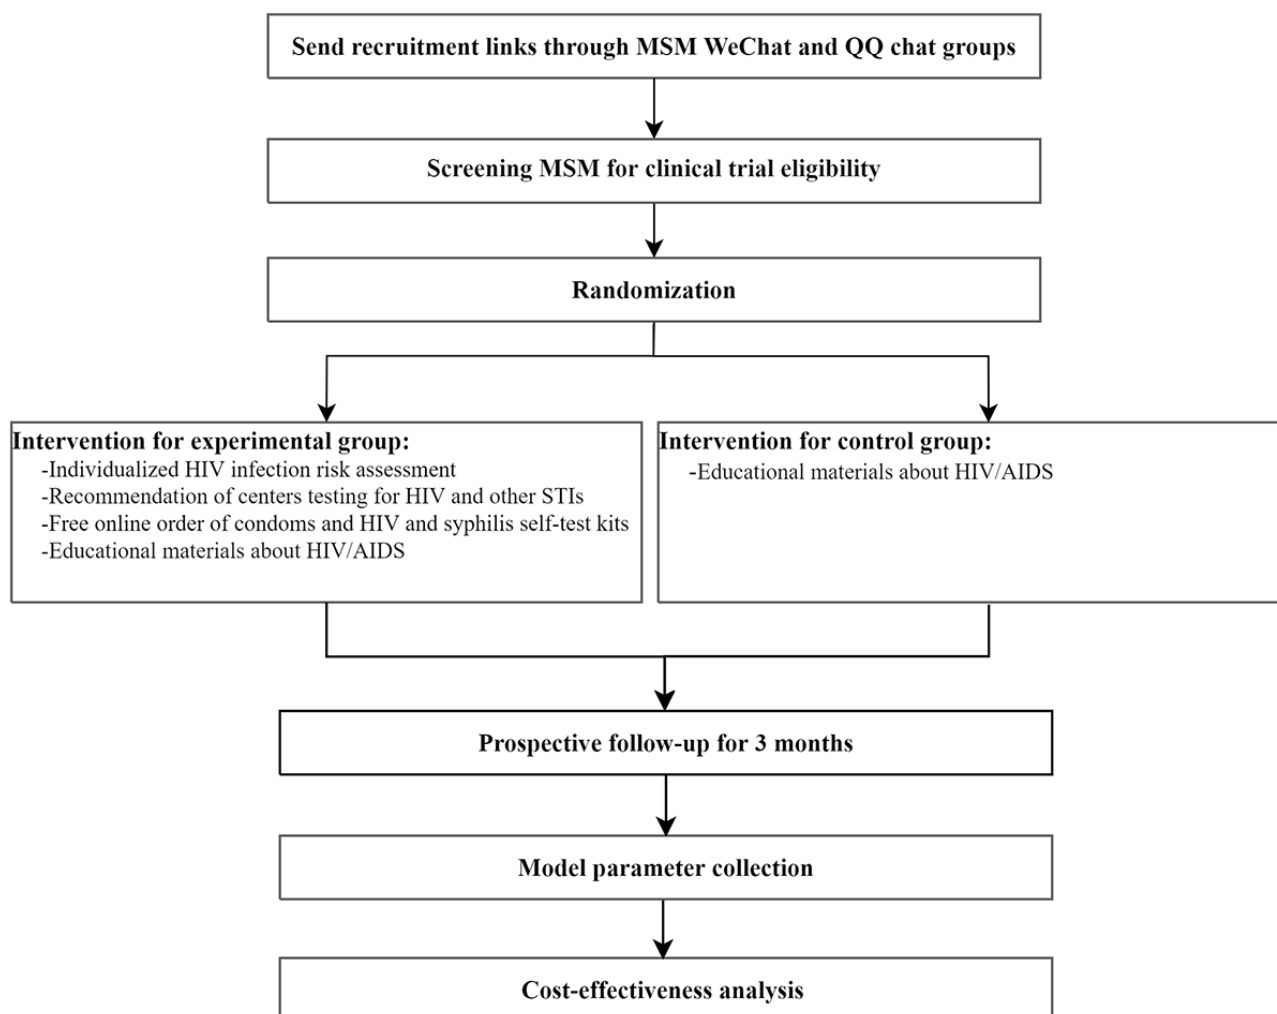 Send recruitment links through MSM WeChat and QQ chat groups
Screening MSM for clinical trial eligibility
Randomization
Intervention for experimental group:
-Individualized HIV infection risk assessment
-Recommendation of centers testing for HIV and other STIs
-Free online order of condoms and HIV and syphilis self-test kits
-Educational materials about HIV/AIDS
Intervention for control group:
-Educational materials about HIV/AIDS
Prospective follow-up for 3 months
Model parameter collection
Cost-effectiveness analysis